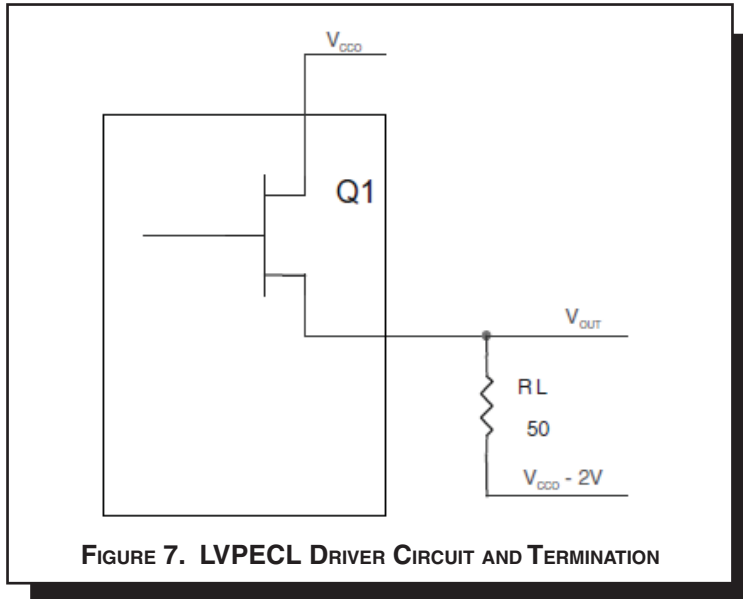 VCCO
Q1
VOUT
RL
50
VCCO - 2V
FIGURE 7. LVPECL DRIVER CIRCUIT AND TERMINATION